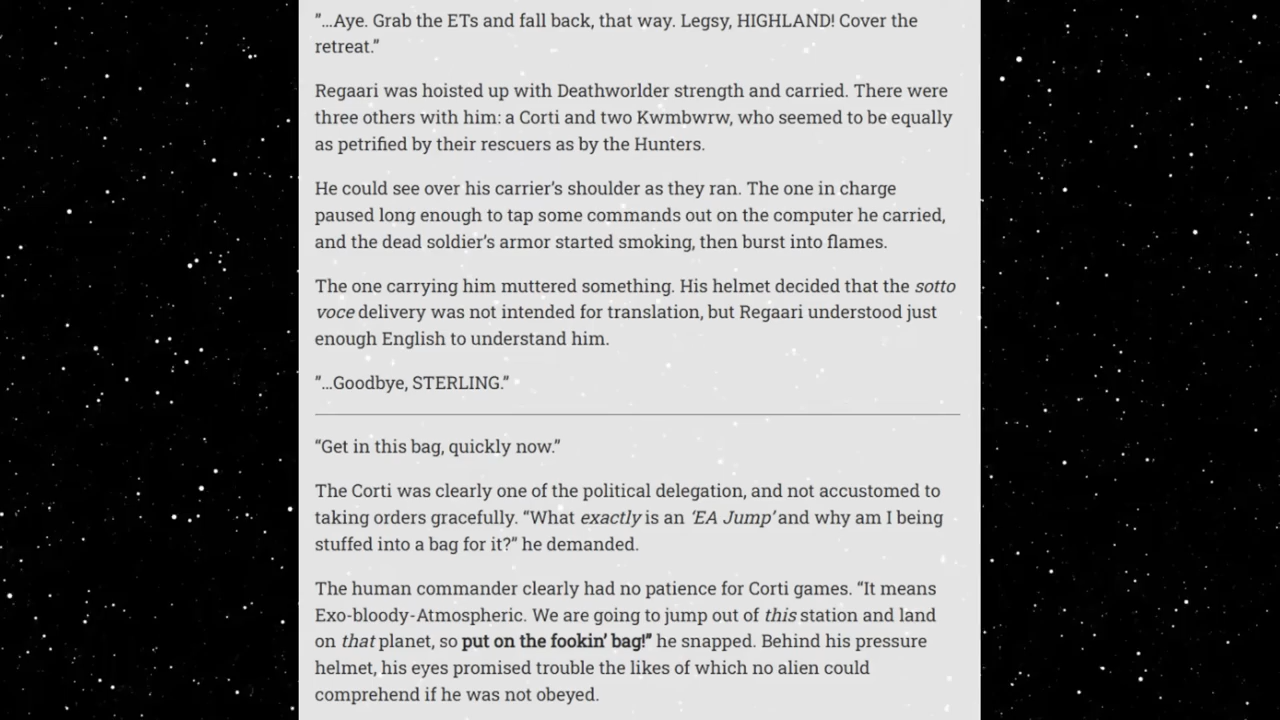 ”…Aye. Grab the ETs and fall back, that way. Legsy, HIGHLAND! Cover the
retreat.”
Regaari was hoisted up with Deathworlder strength and carried. There were
three others with him: a Corti and two Kwmbwrw, who seemed to be equally
as petrified by their rescuers as by the Hunters.
He could see over his carrier’s shoulder as they ran. The one in charge
paused long enough to tap some commands out on the computer he carried,
and the dead soldier’s armor started smoking, then burst into flames.
The one carrying him muttered something. His helmet decided that the sotto
voce delivery was not intended for translation, but Regaari understood just
enough English to understand him.
”…Goodbye, STERLING.”
“Get in this bag, quickly now.”
The Corti was clearly one of the political delegation, and not accustomed to
taking orders gracefully. “What exactly is an ‘EA Jump’ and why am I being
stuffed into a bag for it?” he demanded.
The human commander clearly had no patience for Corti games. “It means
Exo-bloody-Atmospheric. We are going to jump out of this station and land
on that planet, so put on the fookin’ bag!” he snapped. Behind his pressure
helmet, his eyes promised trouble the likes of which no alien could
comprehend if he was not obeyed.